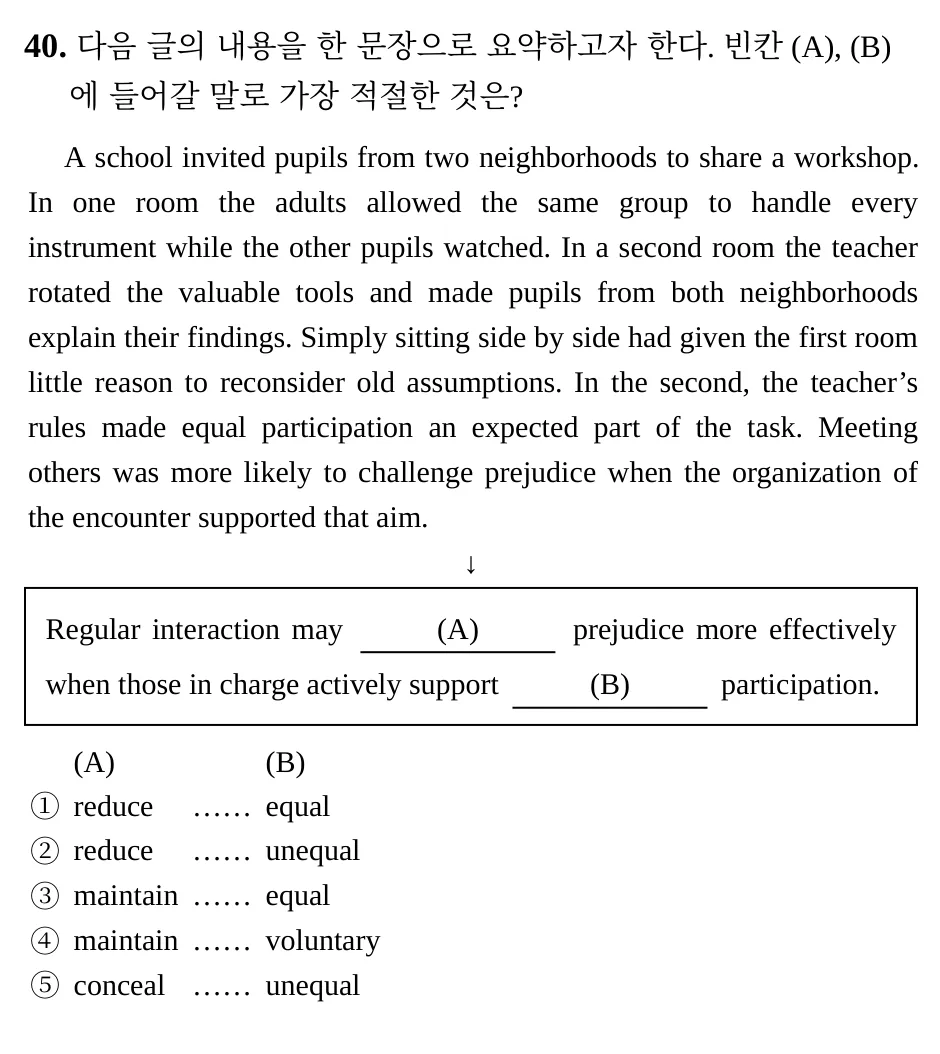 40. 다음 글의 내용을 한 문장으로 요약하고자 한다. 빈칸 (A), (B)
에 들어갈 말로 가장 적절한 것은?
A school invited pupils from two neighborhoods to share a workshop.
In one room the adults allowed the same group to handle every
instrument while the other pupils watched. In a second room the teacher
rotated the valuable tools and made pupils from both neighborhoods
explain their findings. Simply sitting side by side had given the first room
little reason to reconsider old assumptions. In the second, the teacher’s
rules made equal participation an expected part of the task. Meeting
others was more likely to challenge prejudice when the organization of
the encounter supported that aim.
↓
Regular interaction may (A) prejudice more effectively
when those in charge actively support (B) participation.
(A) (B)
① reduce …… equal
② reduce …… unequal
③ maintain …… equal
④ maintain …… voluntary
⑤ conceal …… unequal